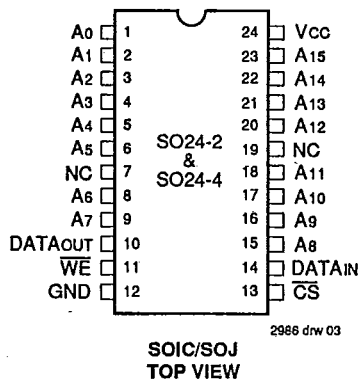 A0 1 24 VCC
A1 2 23 A15
A2 3 22 A14
A3 4 21 A13
A4 5 20 A12
A5 6 SO24-2 19 NC
&
NC 7 SO24-4 18 A11
A6 8 17 A10
A7 9 16 A9
DATAOUT 10 15 A8
WE 11 14 DATAIN
GND 12 13 CS
2986 drw 03
SOIC/SOJ
TOP VIEW